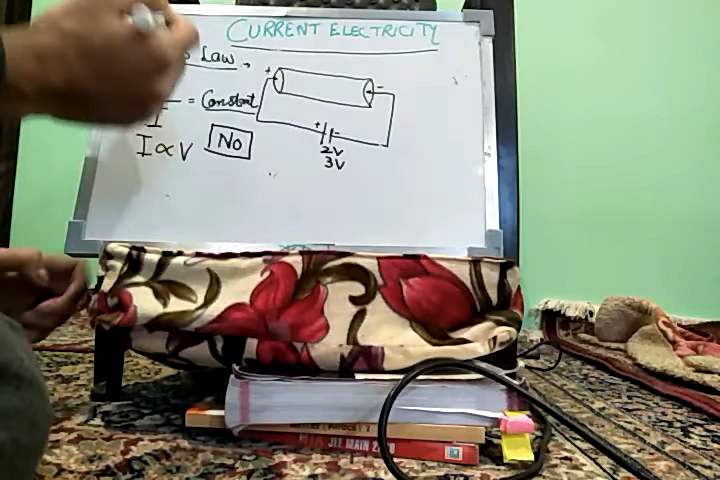 CURRENT ELECTRICITY
Law
+ -
I = Constant
+ -
I ∝ V No
2V
3V
JEE MAIN